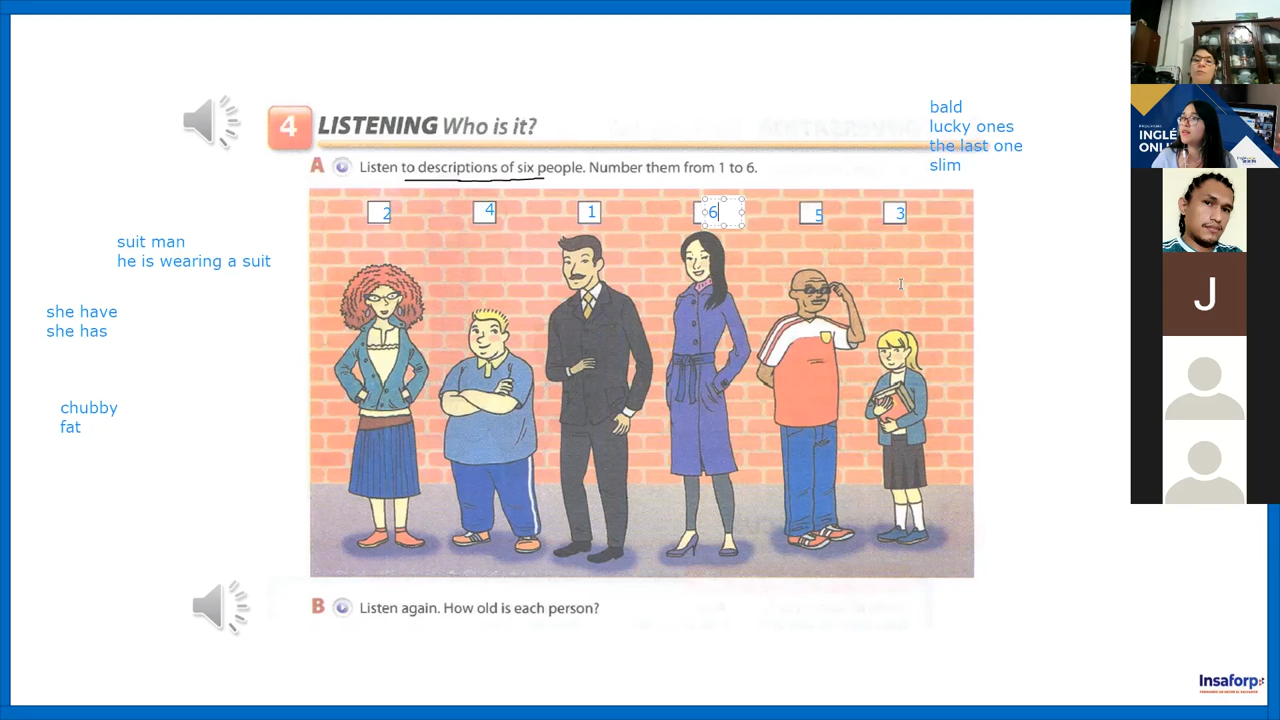 bald
lucky ones
the last one
slim
4 LISTENING Who is it?
A Listen to descriptions of six people. Number them from 1 to 6.
2 4 1 6 5 3
suit man
he is wearing a suit
she have
she has
chubby
fat
B Listen again. How old is each person?
INGLÉ
ONLI
J
Insaforp